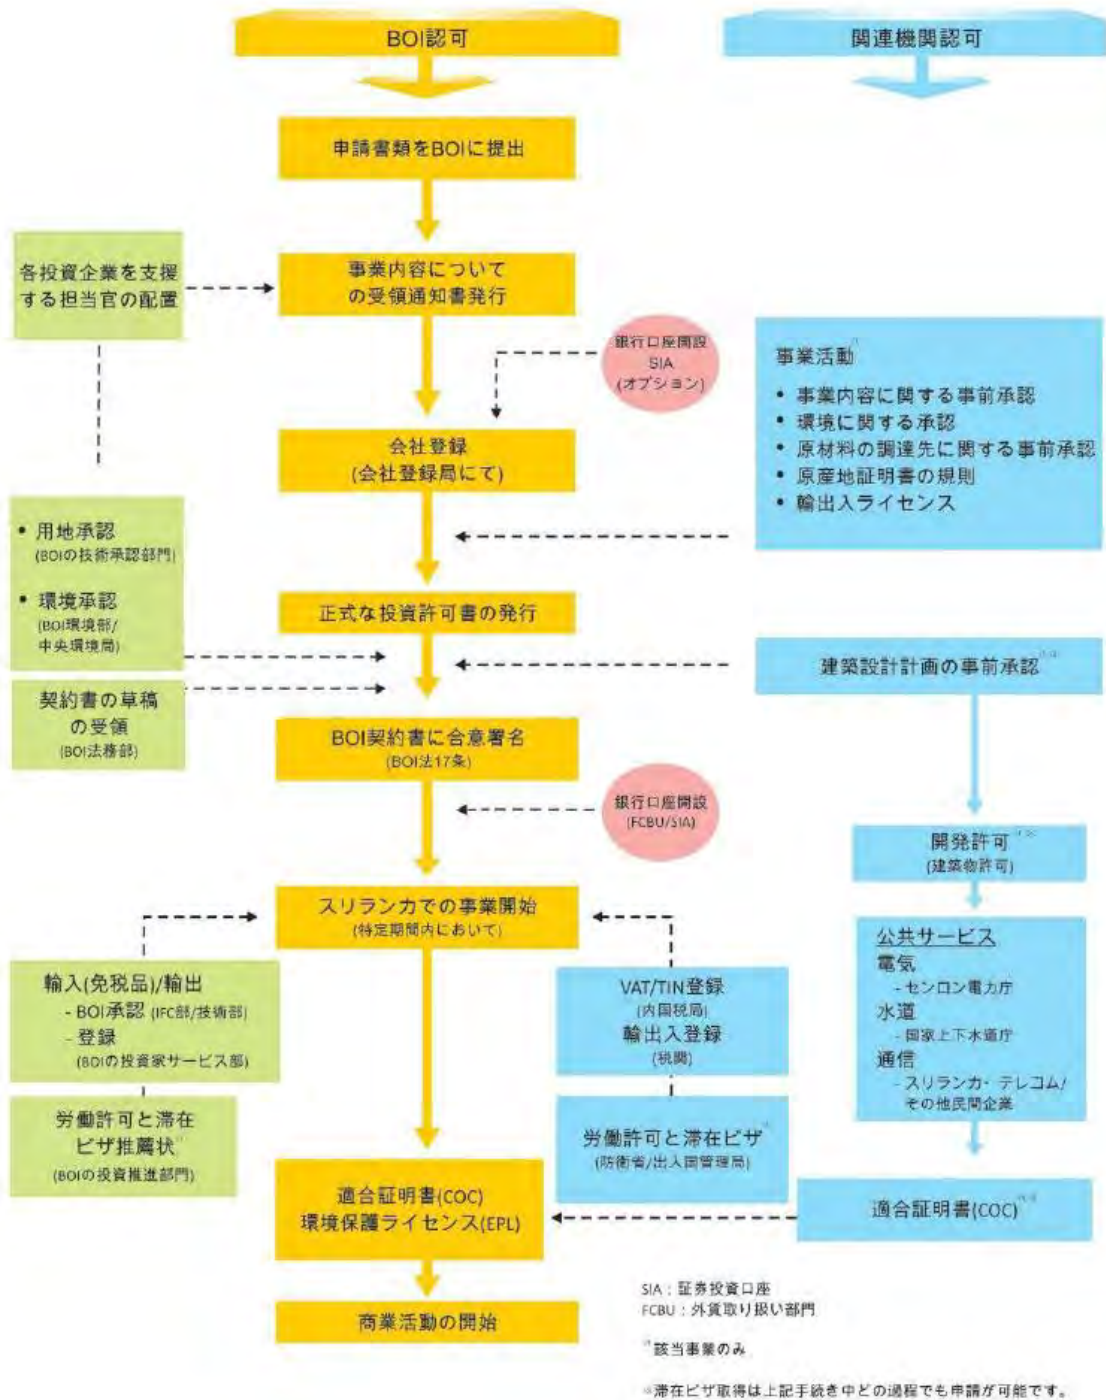 BOI認可
関連機関認可
申請書類をBOIに提出
各投資企業を支援
する担当官の配置
事業内容について
の受領通知書発行
銀行口座開設
SIA
(オプション)
事業活動
• 事業内容に関する事前承認
• 環境に関する承認
• 原材料の調達先に関する事前承認
• 原産地証明書の規則
• 輸出入ライセンス
会社登録
(会社登録局にて)
• 用地承認
(BOIの技術承認部門)
• 環境承認
(BOI環境部/
中央環境局)
正式な投資許可書の発行
建築設計計画の事前承認
契約書の草稿
の受領
(BOI法務部)
BOI契約書に合意署名
(BOI法17条)
銀行口座開設
(FCBU/SIA)
開発許可
(建築物許可)
スリランカでの事業開始
(特定期間内において)
公共サービス
電気
- センロン電力庁
水道
- 国家上下水道庁
通信
- スリランカ・テレコム/
その他民間企業
輸入(免税品)/輸出
- BOI承認 (IFC部/技術部)
- 登録
(BOIの投資家サービス部)
VAT/TIN登録
(内国税局)
輸出入登録
(税関)
労働許可と滞在
ビザ推薦状
(BOIの投資推進部門)
労働許可と滞在ビザ
(防衛省/出入国管理局)
適合証明書(COC)
環境保護ライセンス(EPL)
適合証明書(COC)
商業活動の開始
SIA：証券投資口座
FCBU：外貨取り扱い部門
該当事業のみ
滞在ビザ取得は上記手続き中どの過程でも申請が可能です。